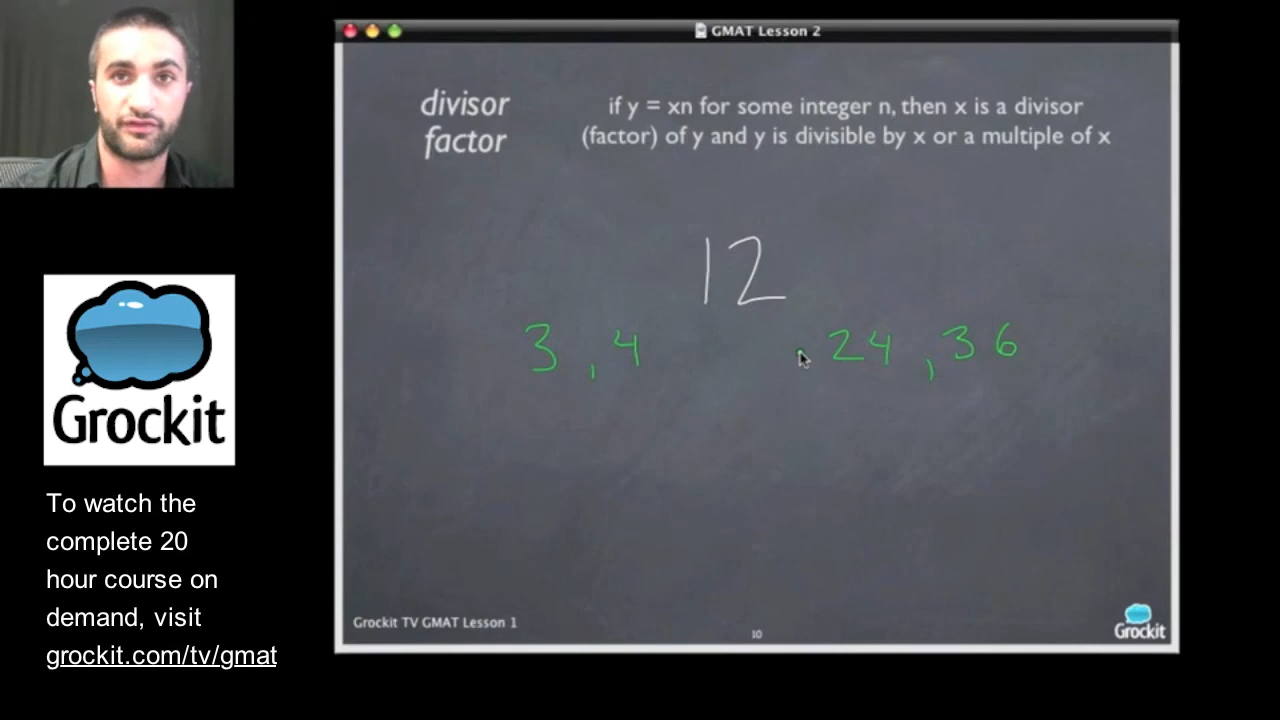 GMAT Lesson 2
divisor
factor
if y = xn for some integer n, then x is a divisor
(factor) of y and y is divisible by x or a multiple of x
12
3 , 4
24 , 36
Grockit
To watch the
complete 20
hour course on
demand, visit
grockit.com/tv/gmat
Grockit TV GMAT Lesson 1
10
Grockit